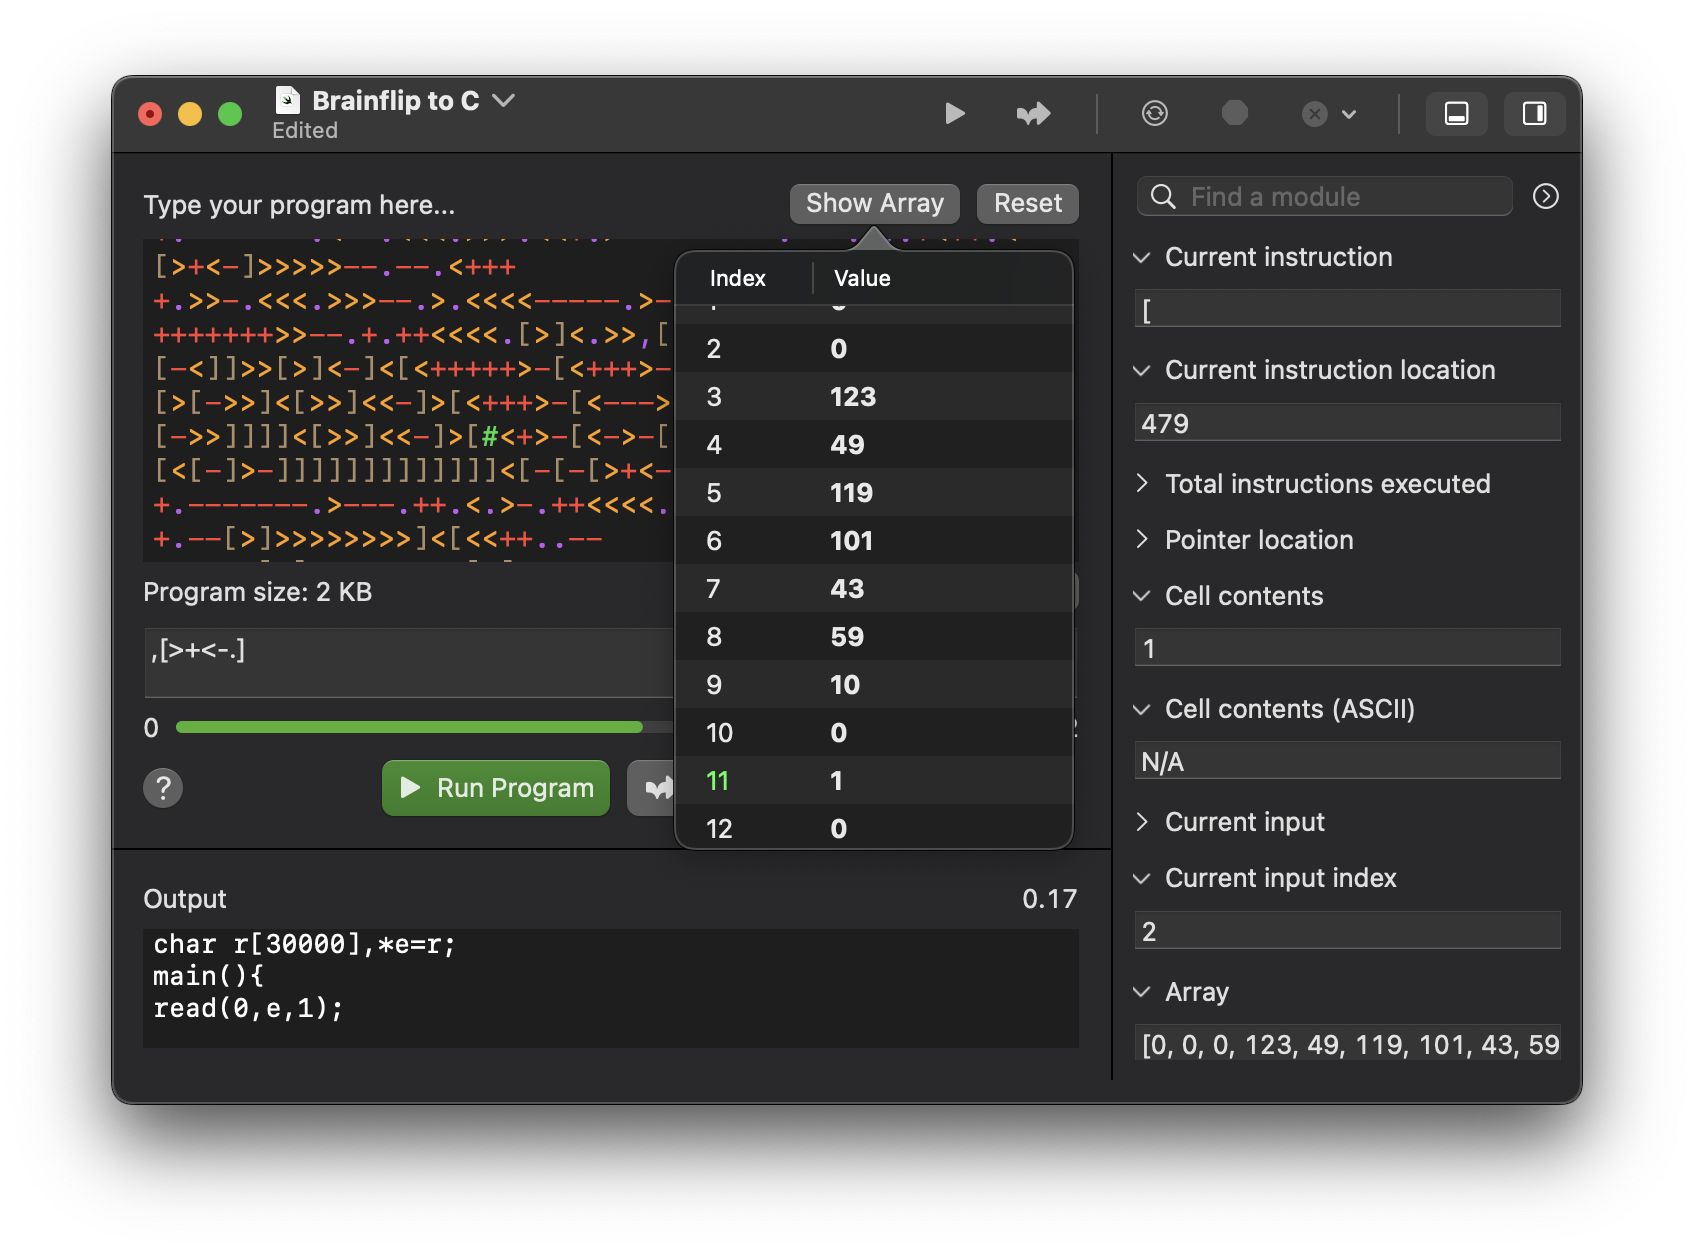 Brainflip to C
Edited
Type your program here...
Show Array
Reset
[>+<-]>>>>>--.--.<+++
+.>>-.<<<.>>>--.>.<<<<-----.>-
+++++++>>--.+.++<<<<.[>]<.>>,[
[-<]]>>[>]<-]<[<+++++>-[<+++>-
[>[->>]<[>>]<<-]>[<+++>-[<--->
[->>]]]]<[>>]<<-]>[#<+>-[<->-[
[<[-]>-]]]]]]]]]]]]]<[-[-[>+<-
+.-------.>---.++.<.>-.++<<<<.
+.--[>]>>>>>>>>>]<[<<++..--
Index Value
2 0
3 123
4 49
5 119
6 101
7 43
8 59
9 10
10 0
11 1
12 0
Program size: 2 KB
,[>+<-.]
0
?
Run Program
Output
0.17
char r[30000],*e=r;
main(){
read(0,e,1);
Find a module
Current instruction
[
Current instruction location
479
Total instructions executed
Pointer location
Cell contents
1
Cell contents (ASCII)
N/A
Current input
Current input index
2
Array
[0, 0, 0, 123, 49, 119, 101, 43, 59